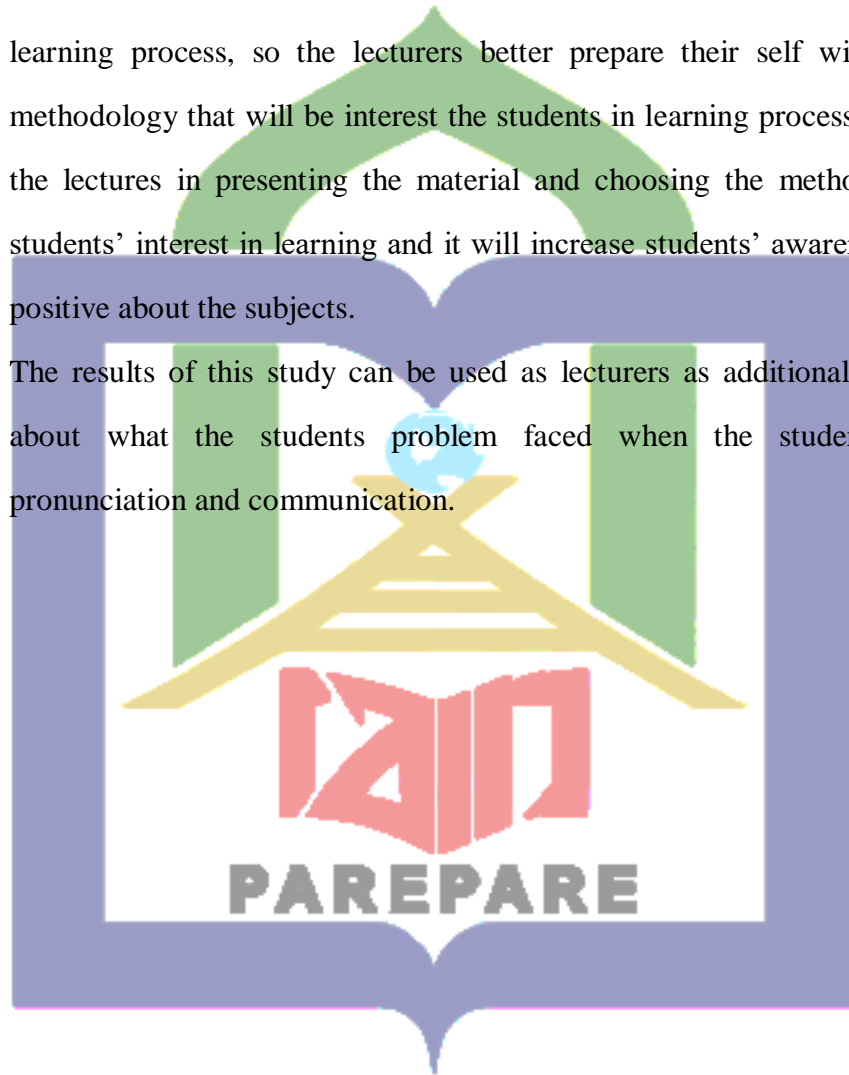 learning process, so the lecturers better prepare their self wi
methodology that will be interest the students in learning process
the lectures in presenting the material and choosing the metho
students’ interest in learning and it will increase students’ aware
positive about the subjects.
The results of this study can be used as lecturers as additional
about what the students problem faced when the stude
pronunciation and communication.
iain
PAREPARE